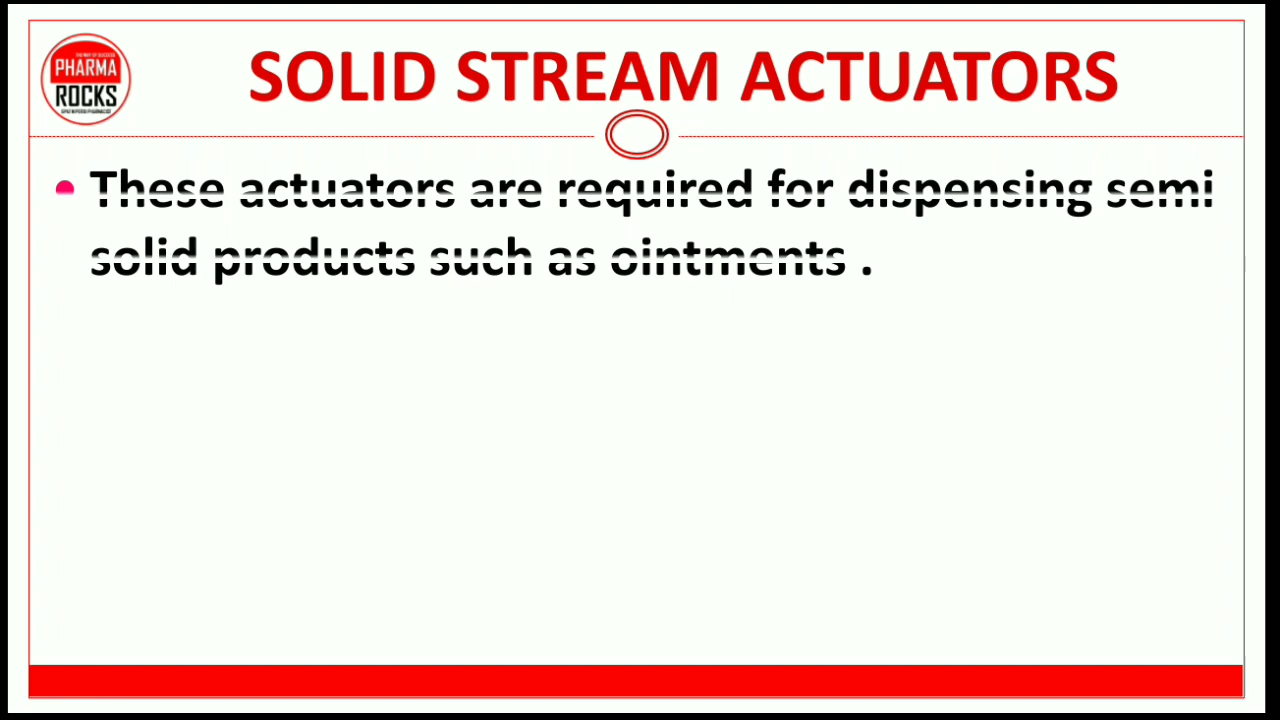 PHARMA
ROCKS
SOLID STREAM ACTUATORS
• These actuators are required for dispensing semi
solid products such as ointments .